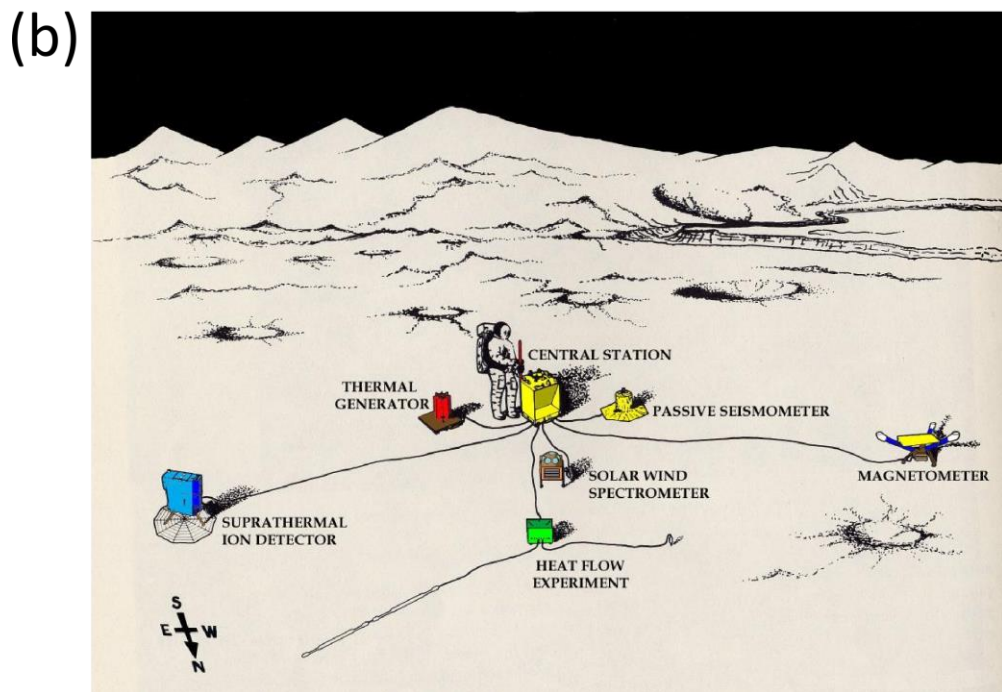 (b)
CENTRAL STATION
THERMAL
GENERATOR
PASSIVE SEISMOMETER
SOLAR WIND
SPECTROMETER
MAGNETOMETER
SUPRATHERMAL
ION DETECTOR
HEAT FLOW
EXPERIMENT
S
E W
N